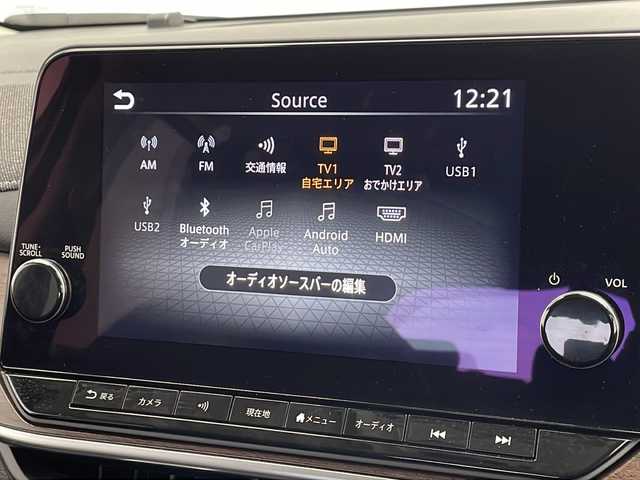 Source
12:21
AM
FM
交通情報
TV1
自宅エリア
TV2
おでかけエリア
USB1
USB2
Bluetooth
オーディオ
Apple
CarPlay
Android
Auto
HDMI
オーディオソースバーの編集
TUNE・
SCROLL
PUSH
SOUND
VOL
戻る
カメラ
現在地
メニュー
オーディオ